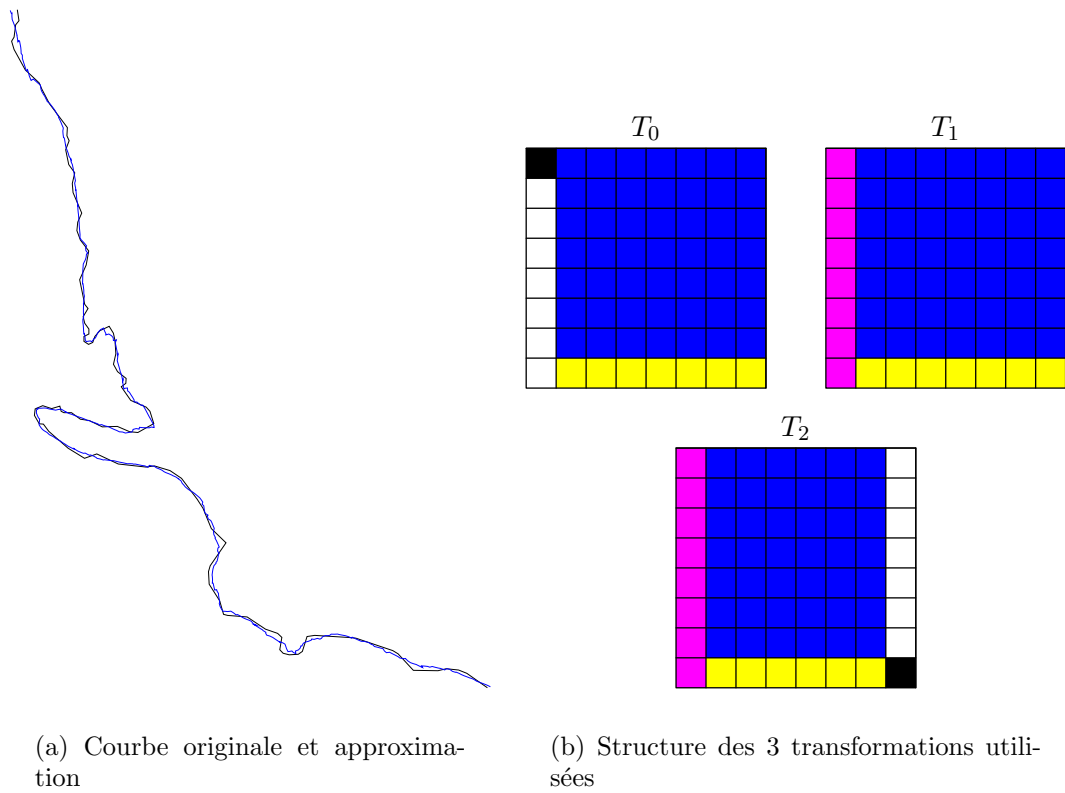 T₀
T₁
T₂
(a) Courbe originale et approxima-
tion
(b) Structure des 3 transformations utili-
sées